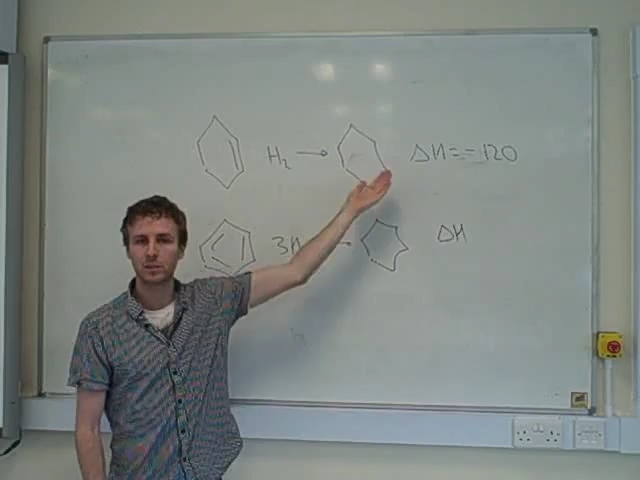 H₂ → ΔH = -120
3H → ΔH